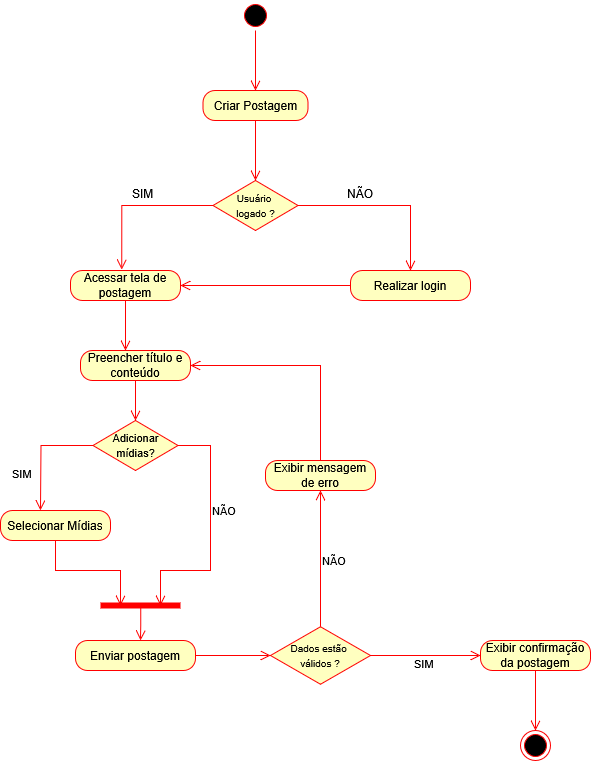 Criar Postagem
Usuário
logado ?
SIM
NÃO
Acessar tela de
postagem
Realizar login
Preencher título e
conteúdo
Adicionar
mídias?
SIM
NÃO
Selecionar Mídias
Exibir mensagem
de erro
NÃO
Enviar postagem
Dados estão
válidos ?
SIM
Exibir confirmação
da postagem